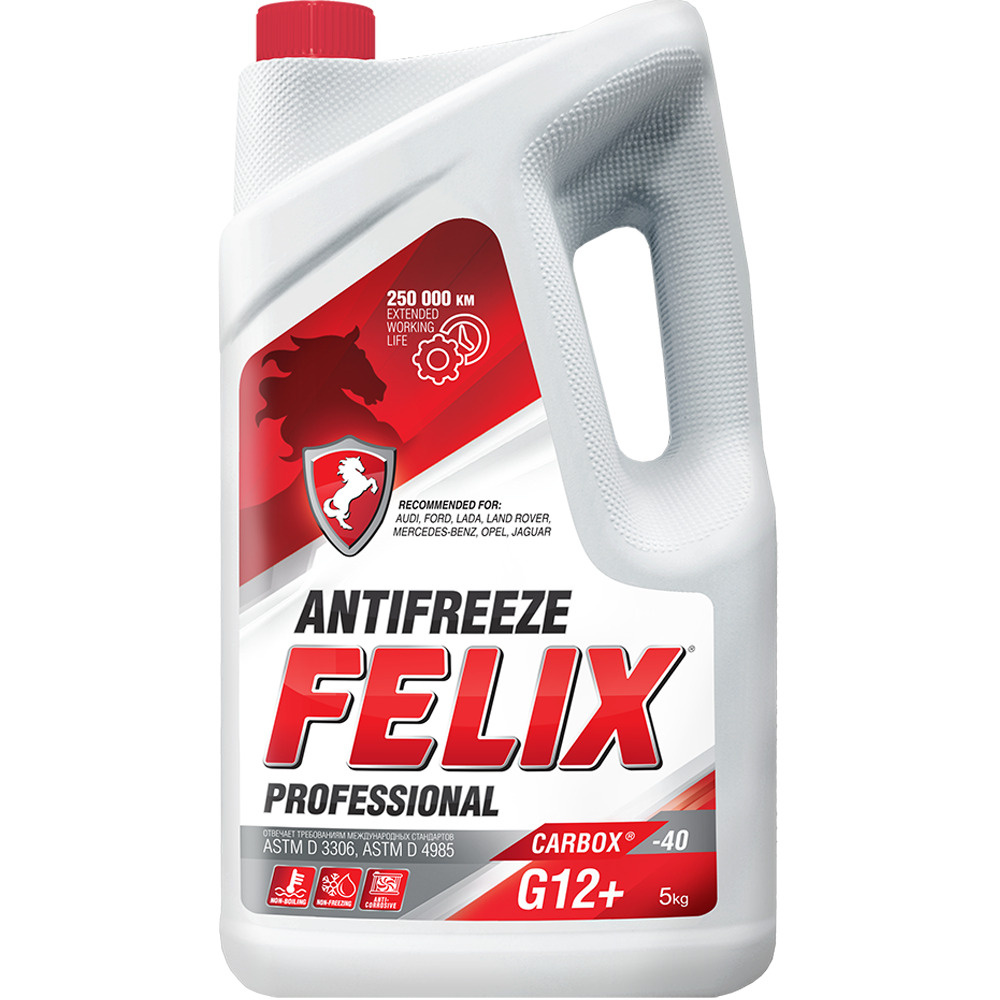 250 000 KM
EXTENDED
WORKING
LIFE
RECOMMENDED FOR:
AUDI, FORD, LADA, LAND ROVER,
MERCEDES-BENZ, OPEL, JAGUAR
ANTIFREEZE
FELIX®
PROFESSIONAL
ОТВЕЧАЕТ ТРЕБОВАНИЯМ МЕЖДУНАРОДНЫХ СТАНДАРТОВ
ASTM D 3306, ASTM D 4985
CARBOX® -40
G12+ 5kg
NON-BOILING
NON-FREEZING
ANTI-
CORROSIVE